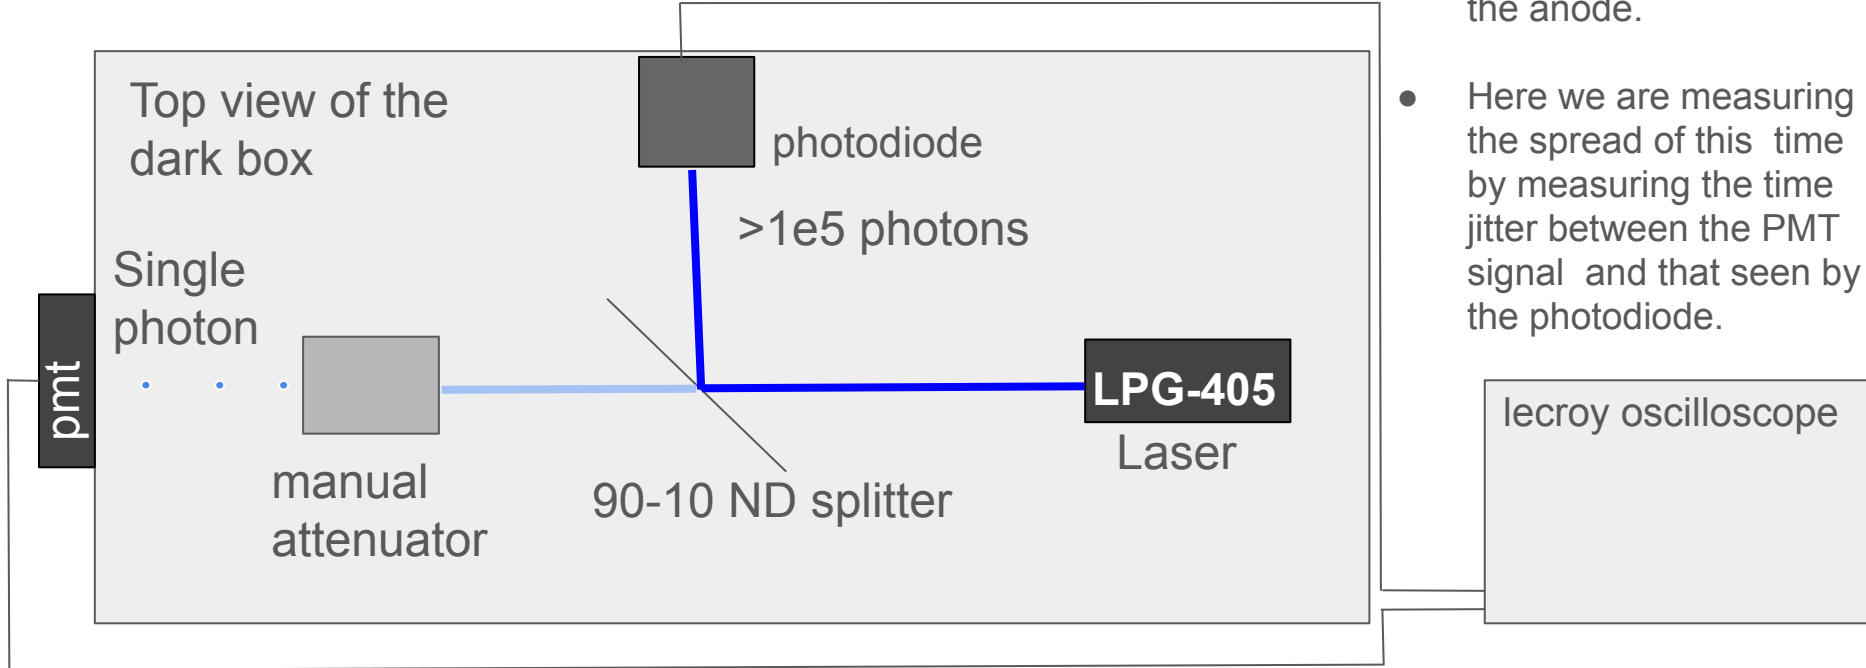 the anode.
Top view of the
dark box
photodiode
>1e5 photons
Single
photon
pmt
LPG-405
Laser
manual
attenuator
90-10 ND splitter
● Here we are measuring
the spread of this time
by measuring the time
jitter between the PMT
signal and that seen by
the photodiode.
lecroy oscilloscope